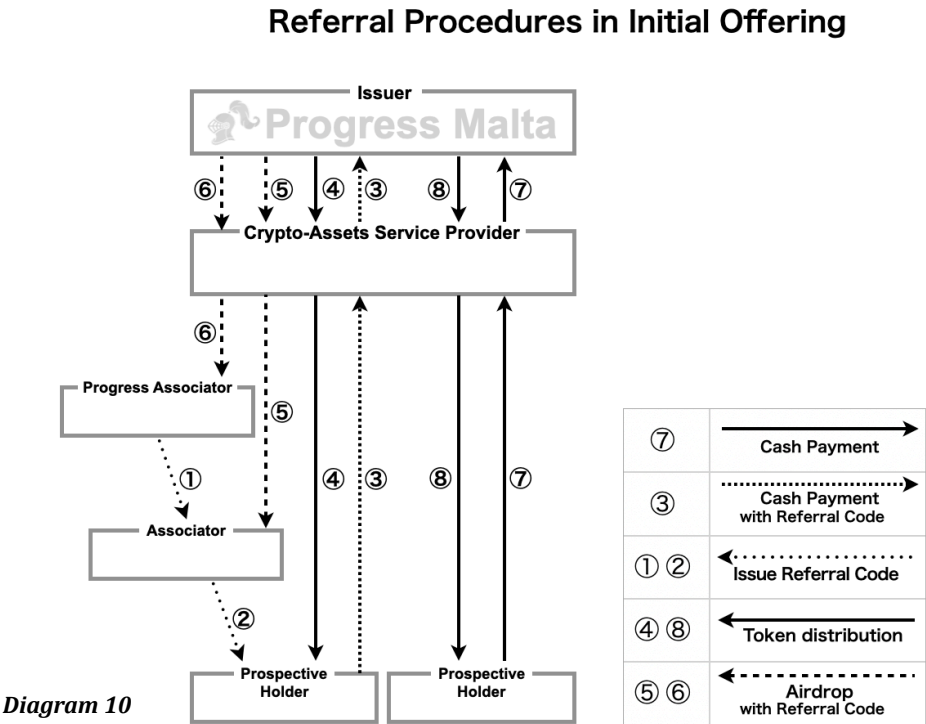 Referral Procedures in Initial Offering
Issuer
Progress Malta
⑥ ⑤ ④ ③ ⑧ ⑦
Crypto-Assets Service Provider
⑥
Progress Associator
⑤
① ④ ③ ⑧ ⑦
Associator
②
Prospective
Holder
Prospective
Holder
Diagram 10
⑦ Cash Payment
③ Cash Payment
with Referral Code
① ② Issue Referral Code
④ ⑧ Token distribution
⑤ ⑥ Airdrop
with Referral Code